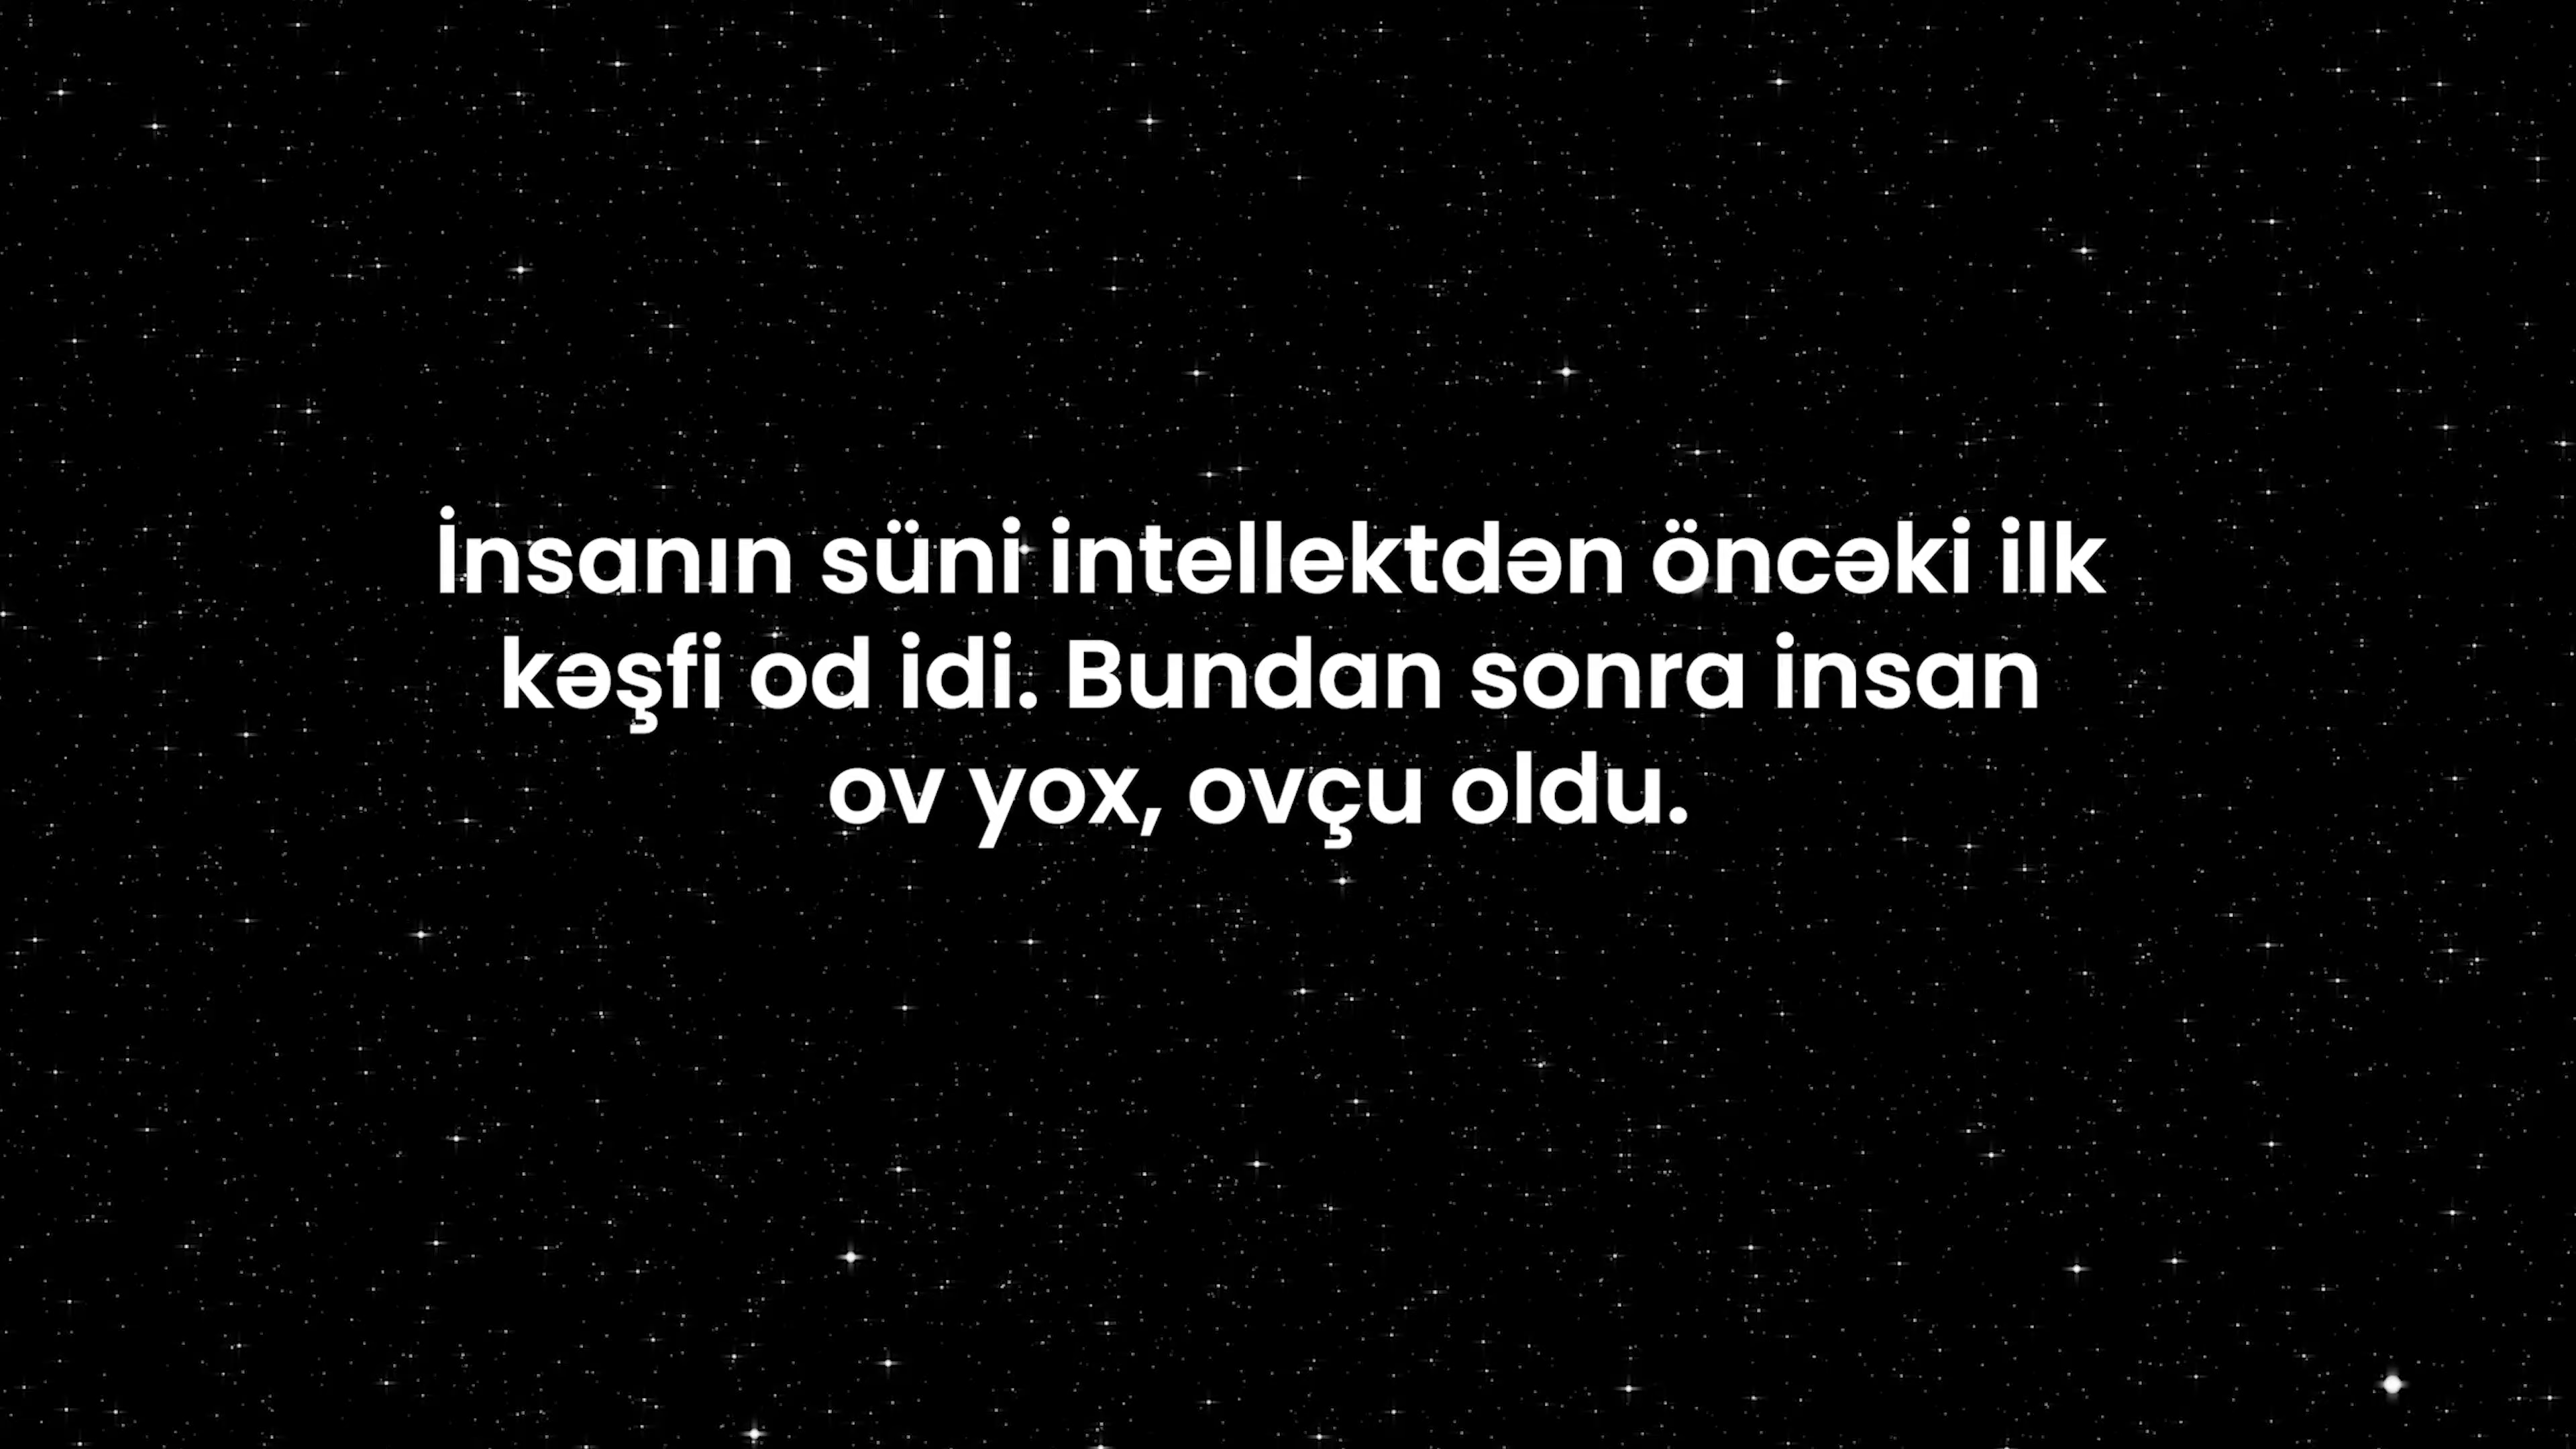 İnsanın süni intellektdən öncəki ilk
kəşfi od idi. Bundan sonra insan
ov yox, ovçu oldu.